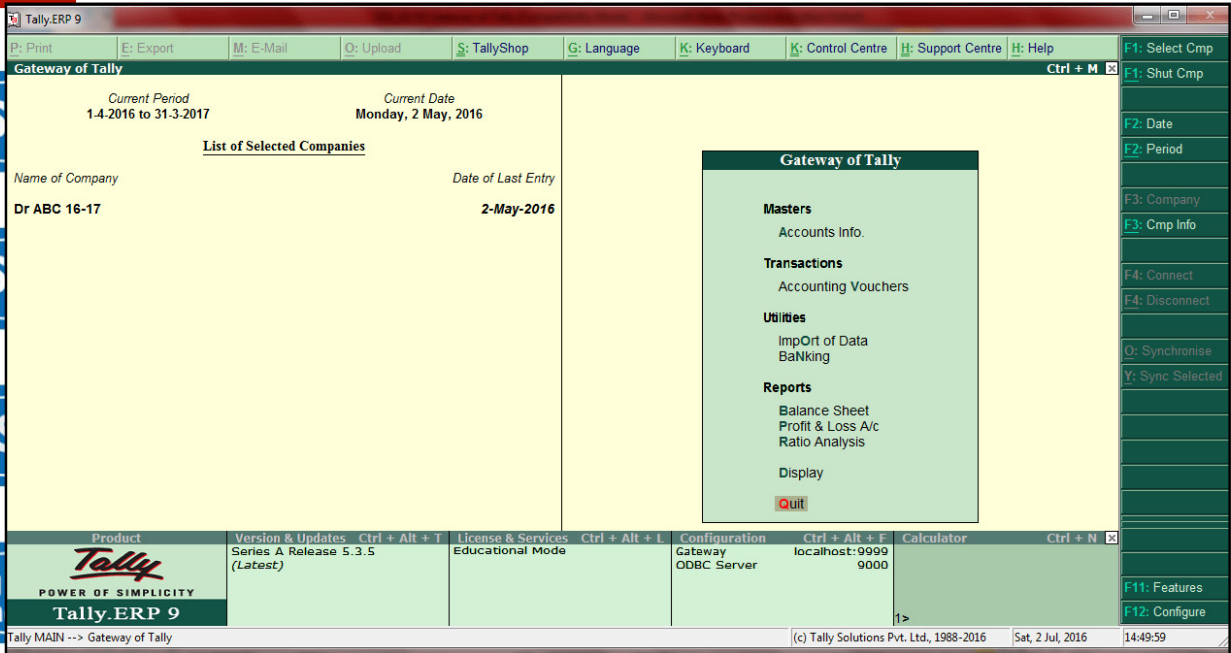 Tally.ERP 9
P: Print E: Export M: E-Mail O: Upload S: TallyShop G: Language K: Keyboard K: Control Centre H: Support Centre H: Help
Gateway of Tally Ctrl + M
Current Period Current Date
1-4-2016 to 31-3-2017 Monday, 2 May, 2016
List of Selected Companies
Name of Company Date of Last Entry
Dr ABC 16-17 2-May-2016
Gateway of Tally
Masters
Accounts Info.
Transactions
Accounting Vouchers
Utilities
ImpOrt of Data
BaNking
Reports
Balance Sheet
Profit & Loss A/c
Ratio Analysis
Display
Quit
F1: Select Cmp
F1: Shut Cmp
F2: Date
F2: Period
F3: Company
F3: Cmp Info
F4: Connect
F4: Disconnect
O: Synchronise
Y: Sync Selected
F11: Features
F12: Configure
Product
Tally
POWER OF SIMPLICITY
Tally.ERP 9
Version & Updates Ctrl + Alt + T
Series A Release 5.3.5
(Latest)
License & Services Ctrl + Alt + L
Educational Mode
Configuration Ctrl + Alt + F
Gateway localhost:9999
ODBC Server 9000
Calculator Ctrl + N
1>
Tally MAIN --> Gateway of Tally (c) Tally Solutions Pvt. Ltd., 1988-2016 Sat, 2 Jul, 2016 14:49:59